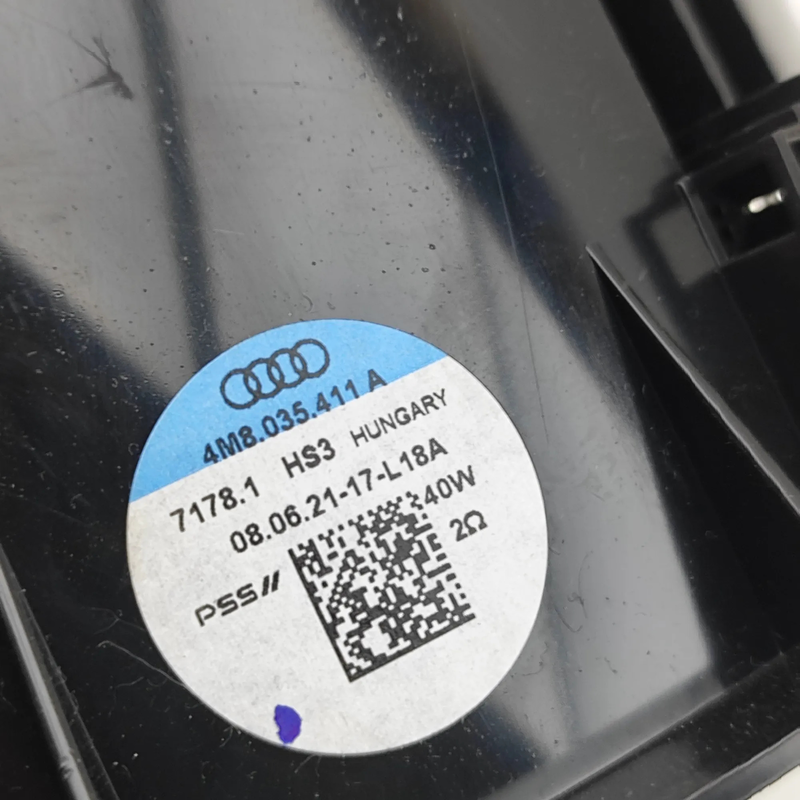 4M8.035.411 A
7178.1 HS3 HUNGARY
08.06.21-17-L18A
40W
2Ω
PSS//